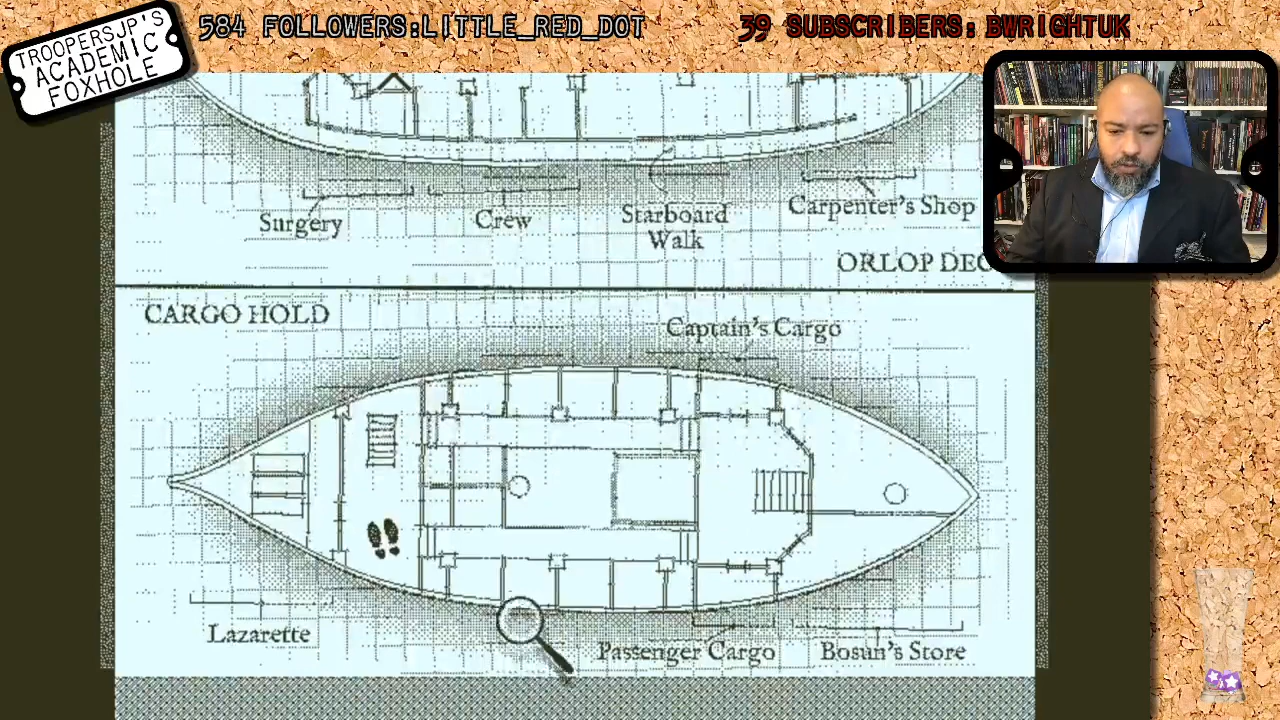 TROOPERSJP'S
ACADEMIC
FOXHOLE
584 FOLLOWERS:LITTLE_RED_DOT
39 SUBSCRIBERS: BWRIGHTUK
Surgery
Crew
Starboard
Walk
Carpenter's Shop
ORLOP DEC
CARGO HOLD
Captain's Cargo
Lazarette
Passenger Cargo
Bosun's Store